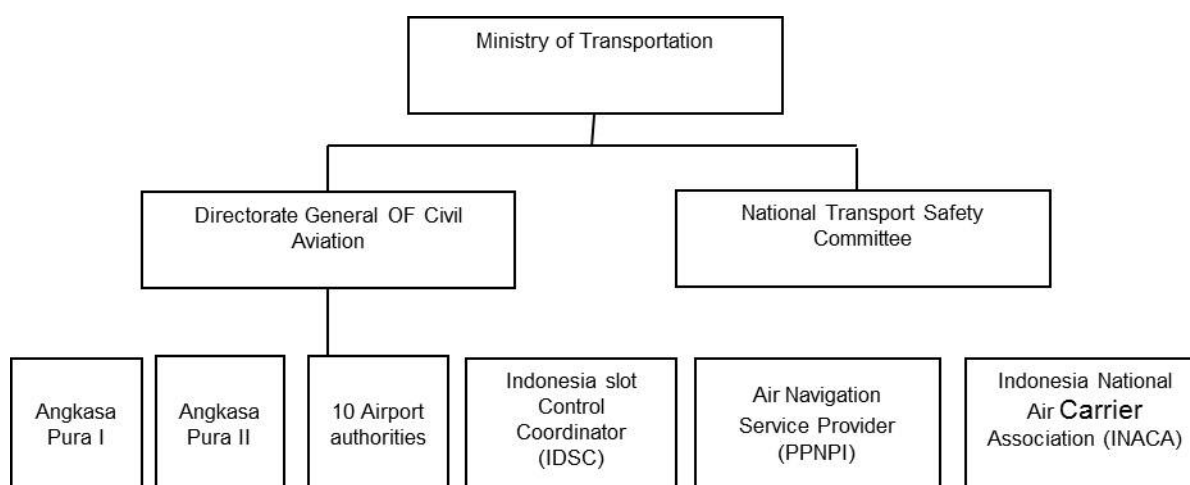 Ministry of Transportation
Directorate General OF Civil
Aviation
National Transport Safety
Committee
Angkasa
Pura I
Angkasa
Pura II
10 Airport
authorities
Indonesia slot
Control
Coordinator
(IDSC)
Air Navigation
Service Provider
(PPNPI)
Indonesia National
Air Carrier
Association (INACA)